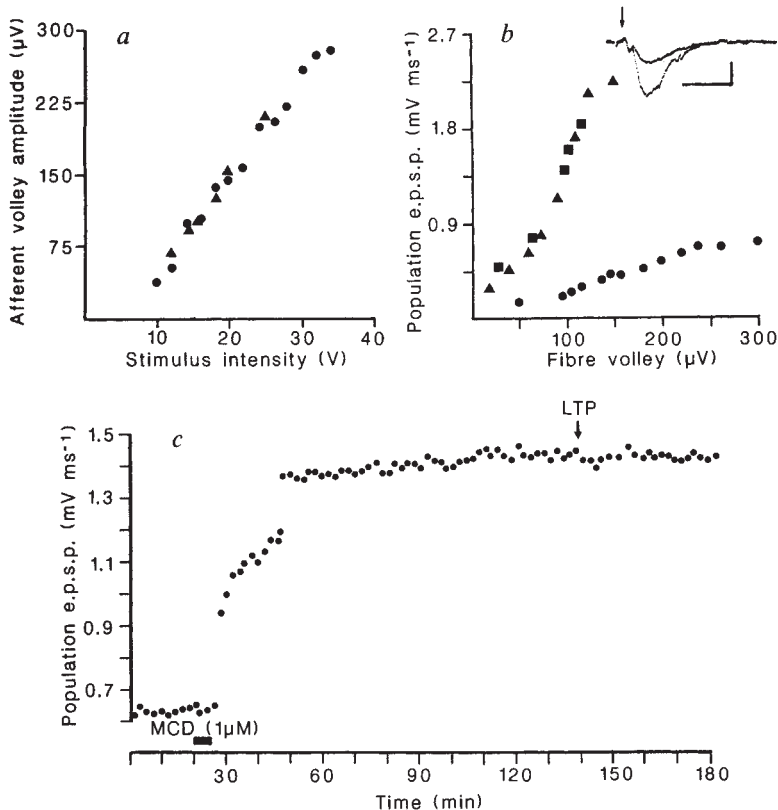 a
Afferent volley amplitude (µV)
300
225
150
75
10 20 30 40
Stimulus intensity (V)
b
Population e.p.s.p. (mV ms⁻¹)
2.7
1.8
0.9
100 200 300
Fibre volley (µV)
c
LTP
Population e.p.s.p. (mV ms⁻¹)
1.5
1.3
1.1
0.9
0.7
MCD (1µM)
30 60 90 120 150 180
Time (min)